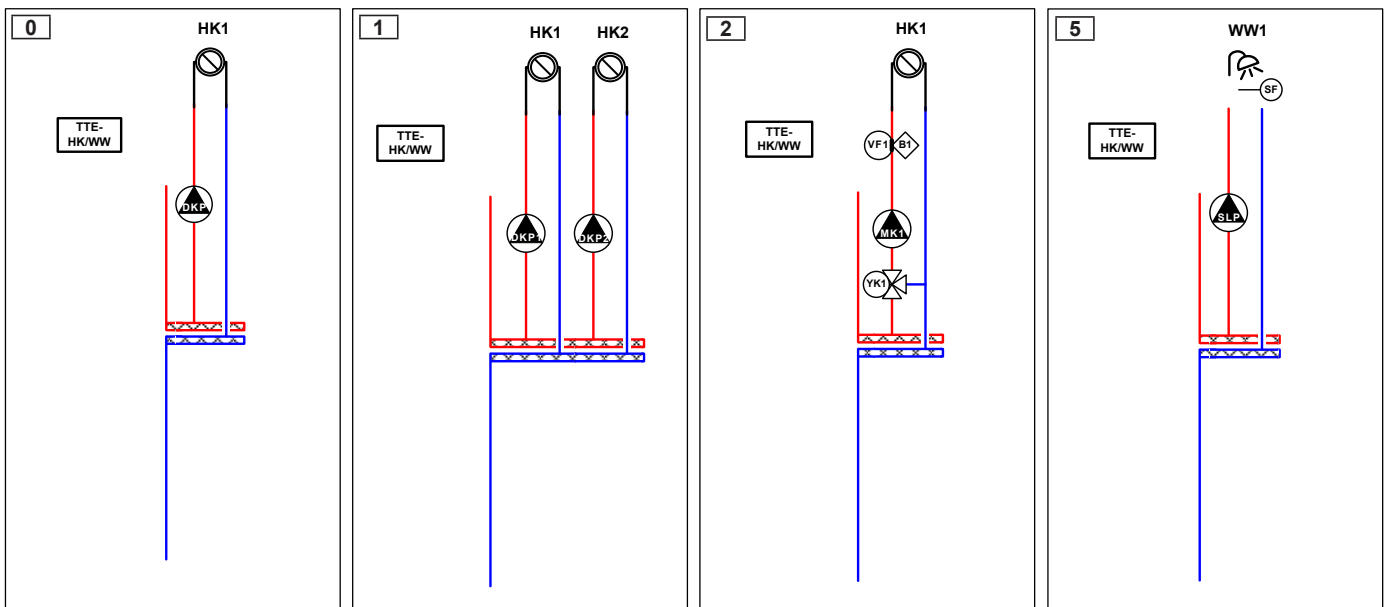 0
HK1
TTE-
HK/WW
DKP
1
HK1 HK2
TTE-
HK/WW
DKP1 DKP2
2
HK1
TTE-
HK/WW
VF1 B1
MK1
YK1
5
WW1
SF
TTE-
HK/WW
SLP